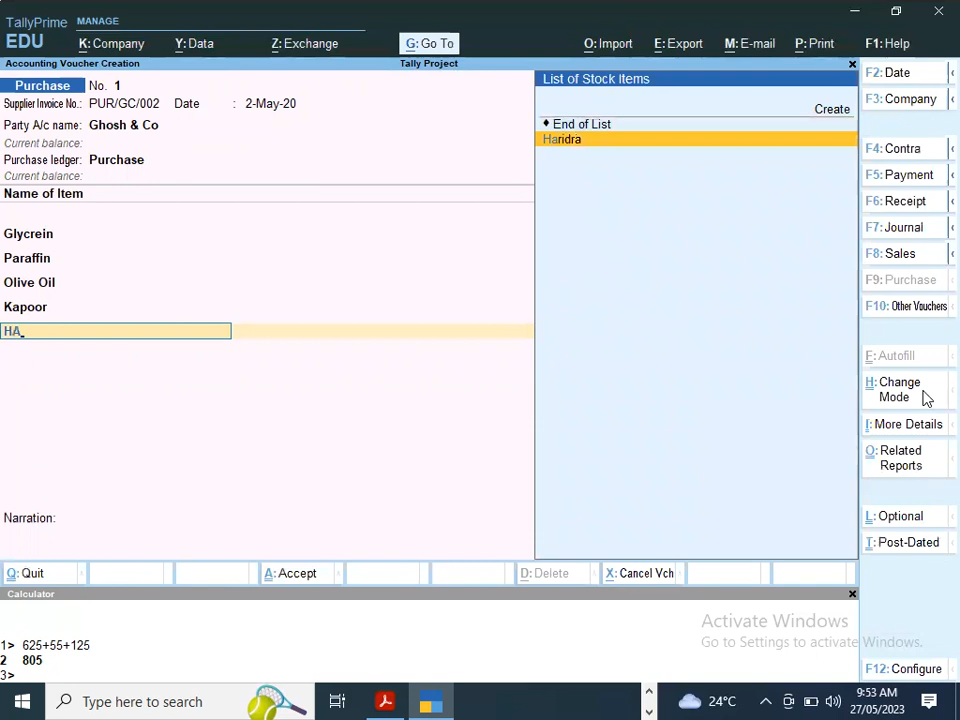 TallyPrime
EDU
MANAGE
K: Company
Y: Data
Z: Exchange
G: Go To
O: Import
E: Export
M: E-mail
P: Print
F1: Help
Accounting Voucher Creation
Tally Project
Purchase No. 1
Supplier Invoice No.: PUR/GC/002 Date : 2-May-20
Party A/c name: Ghosh & Co
Current balance:
Purchase ledger: Purchase
Current balance:
Name of Item
Glycrein
Paraffin
Olive Oil
Kapoor
HA
Narration:
List of Stock Items
Create
♦ End of List
Haridra
F2: Date
F3: Company
F4: Contra
F5: Payment
F6: Receipt
F7: Journal
F8: Sales
F9: Purchase
F10: Other Vouchers
F: Autofill
H: Change
Mode
I: More Details
O: Related
Reports
L: Optional
T: Post-Dated
F12: Configure
Q: Quit
A: Accept
D: Delete
X: Cancel Vch
Calculator
1> 625+55+125
2 805
3>
Activate Windows
Go to Settings to activate Windows.
Type here to search
24°C
9:53 AM
27/05/2023